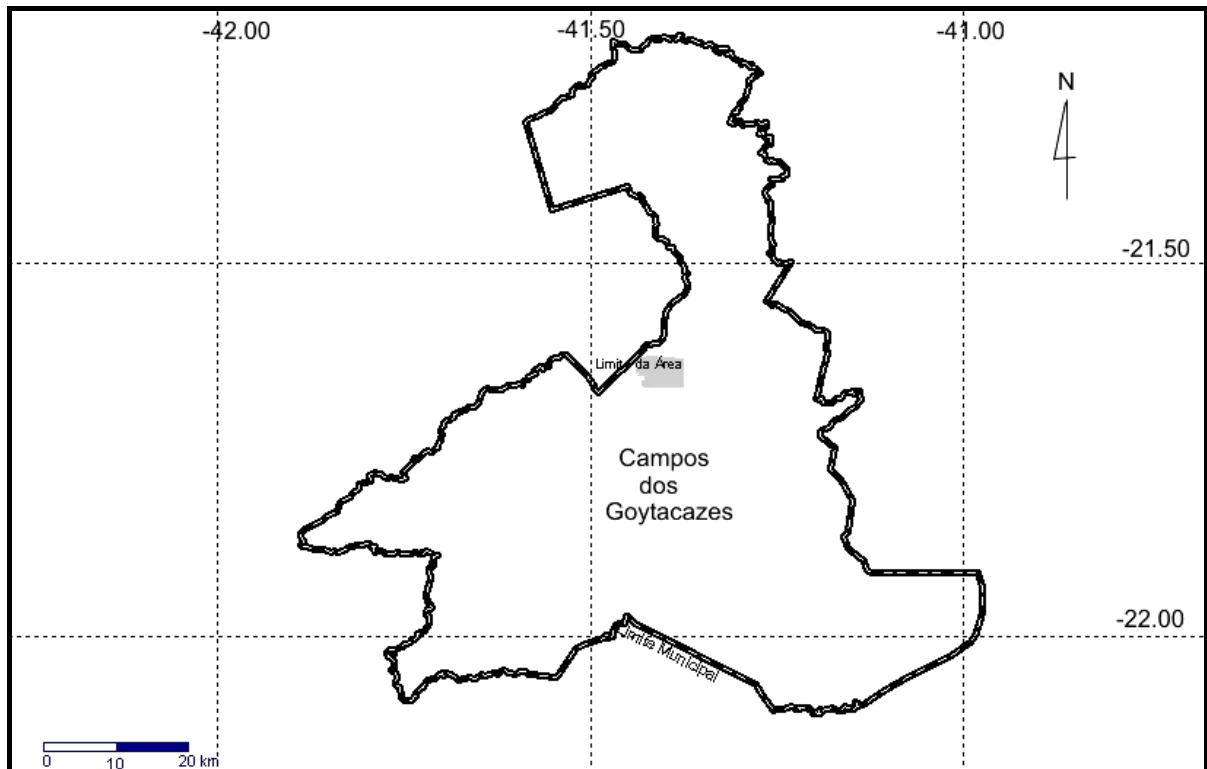 -42.00
-41.50
-41.00
N
-21.50
Limite da Área
Campos
dos
Goytacazes
-22.00
Limite Municipal
0
10
20 km